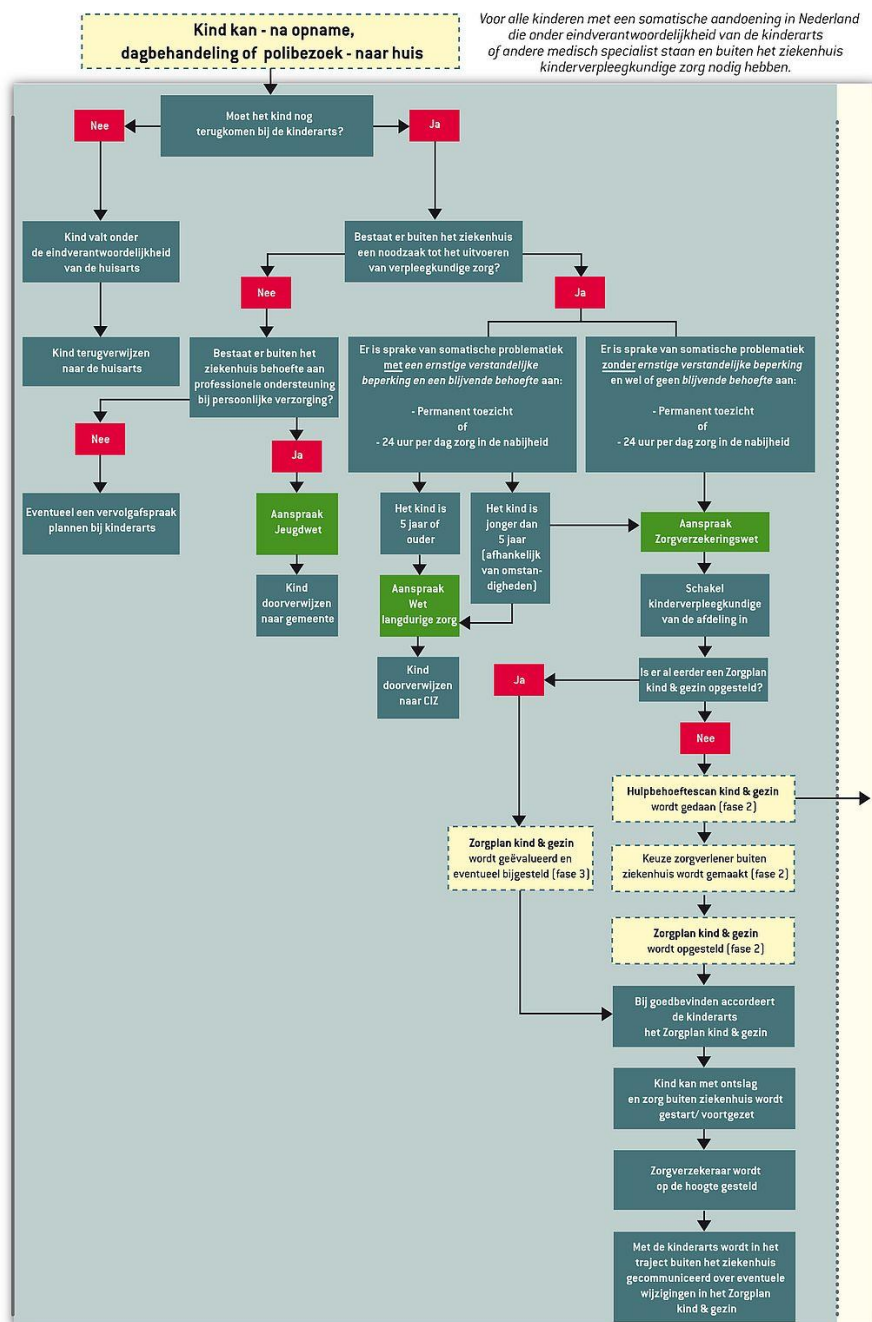 Kind kan - na opname,
dagbehandeling of polibezoek - naar huis
Voor alle kinderen met een somatische aandoening in Nederland
die onder eindverantwoordelijkheid van de kinderarts
of andere medisch specialist staan en buiten het ziekenhuis
kinderverpleegkundige zorg nodig hebben.
Moet het kind nog
terugkomen bij de kinderarts?
Nee
Ja
Kind valt onder
de eindverantwoordelijkheid
van de huisarts
Kind terugverwijzen
naar de huisarts
Bestaat er buiten het ziekenhuis
een noodzaak tot het uitvoeren
van verpleegkundige zorg?
Nee
Ja
Bestaat er buiten het
ziekenhuis behoefte aan
professionele ondersteuning
bij persoonlijke verzorging?
Nee
Ja
Eventueel een vervolgafspraak
plannen bij kinderarts
Aanspraak
Jeugdwet
Kind
doorverwijzen
naar gemeente
Er is sprake van somatische problematiek
met een ernstige verstandelijke
beperking en een blijvende behoefte aan:
- Permanent toezicht
of
- 24 uur per dag zorg in de nabijheid
Er is sprake van somatische problematiek
zonder ernstige verstandelijke beperking
en wel of geen blijvende behoefte aan:
- Permanent toezicht
of
- 24 uur per dag zorg in de nabijheid
Het kind is
5 jaar of
ouder
Het kind is
jonger dan
5 jaar
(afhankelijk
van omstan-
digheden)
Aanspraak
Wet
langdurige zorg
Kind
doorverwijzen
naar CIZ
Aanspraak
Zorgverzekeringswet
Schakel
kinderverpleegkundige
van de afdeling in
Is er al eerder een Zorgplan
kind & gezin opgesteld?
Ja
Nee
Hulpbehoeftescan kind & gezin
wordt gedaan (fase 2)
Zorgplan kind & gezin
wordt geëvalueerd en
eventueel bijgesteld (fase 3)
Keuze zorgverlener buiten
ziekenhuis wordt gemaakt (fase 2)
Zorgplan kind & gezin
wordt opgesteld (fase 2)
Bij goedbevinden accordeert
de kinderarts
het Zorgplan kind & gezin
Kind kan met ontslag
en zorg buiten ziekenhuis wordt
gestart/ voortgezet
Zorgverzekeraar wordt
op de hoogte gesteld
Met de kinderarts wordt in het
traject buiten het ziekenhuis
gecommuniceerd over eventuele
wijzigingen in het Zorgplan
kind & gezin